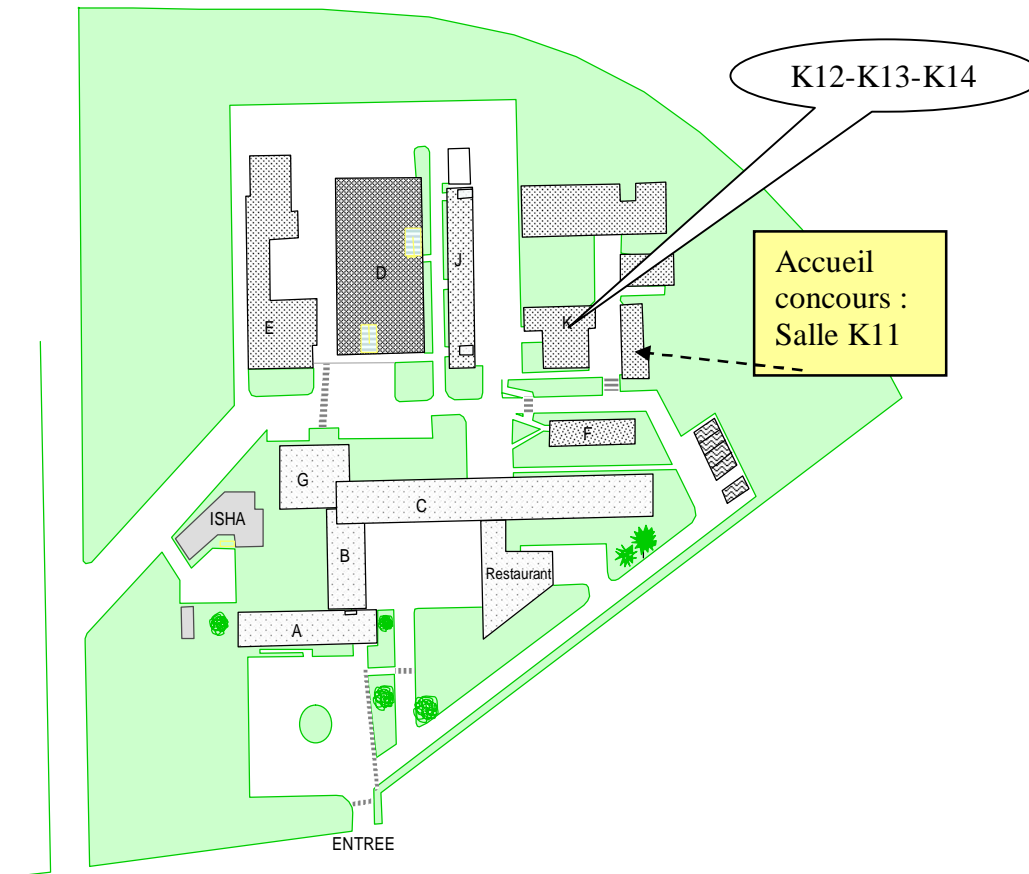 K12-K13-K14
Accueil
concours :
Salle K11
J
D
K
E
F
G
C
ISHA
B
Restaurant
A
ENTREE